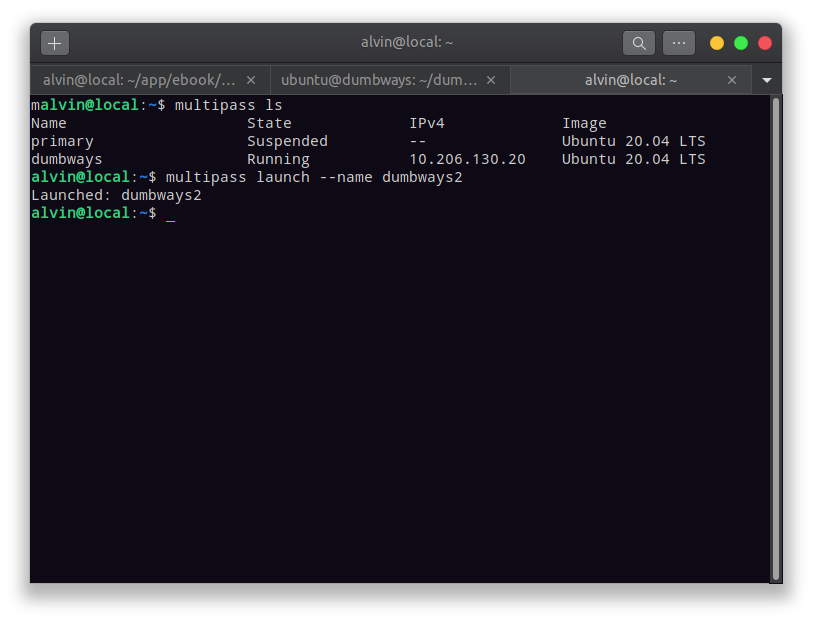 alvin@local: ~
alvin@local: ~/app/ebook/... ubuntu@dumbways: ~/dum... alvin@local: ~
malvin@local:~$ multipass ls
Name State IPv4 Image
primary Suspended -- Ubuntu 20.04 LTS
dumbways Running 10.206.130.20 Ubuntu 20.04 LTS
alvin@local:~$ multipass launch --name dumbways2
Launched: dumbways2
alvin@local:~$ _